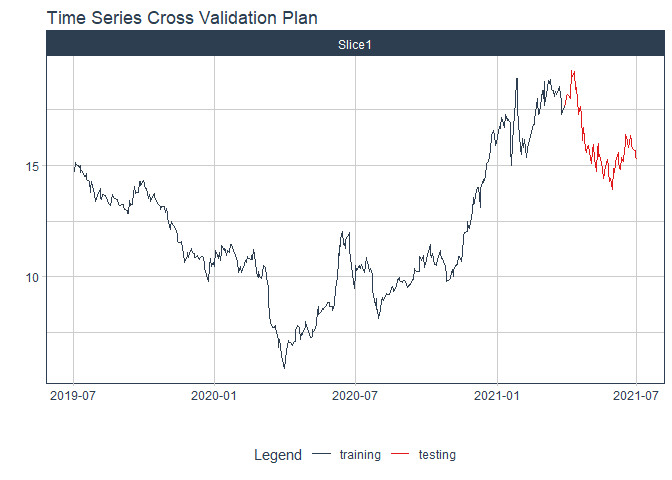 Time Series Cross Validation Plan
Slice1
15
10
2019-07 2020-01 2020-07 2021-01 2021-07
Legend training testing